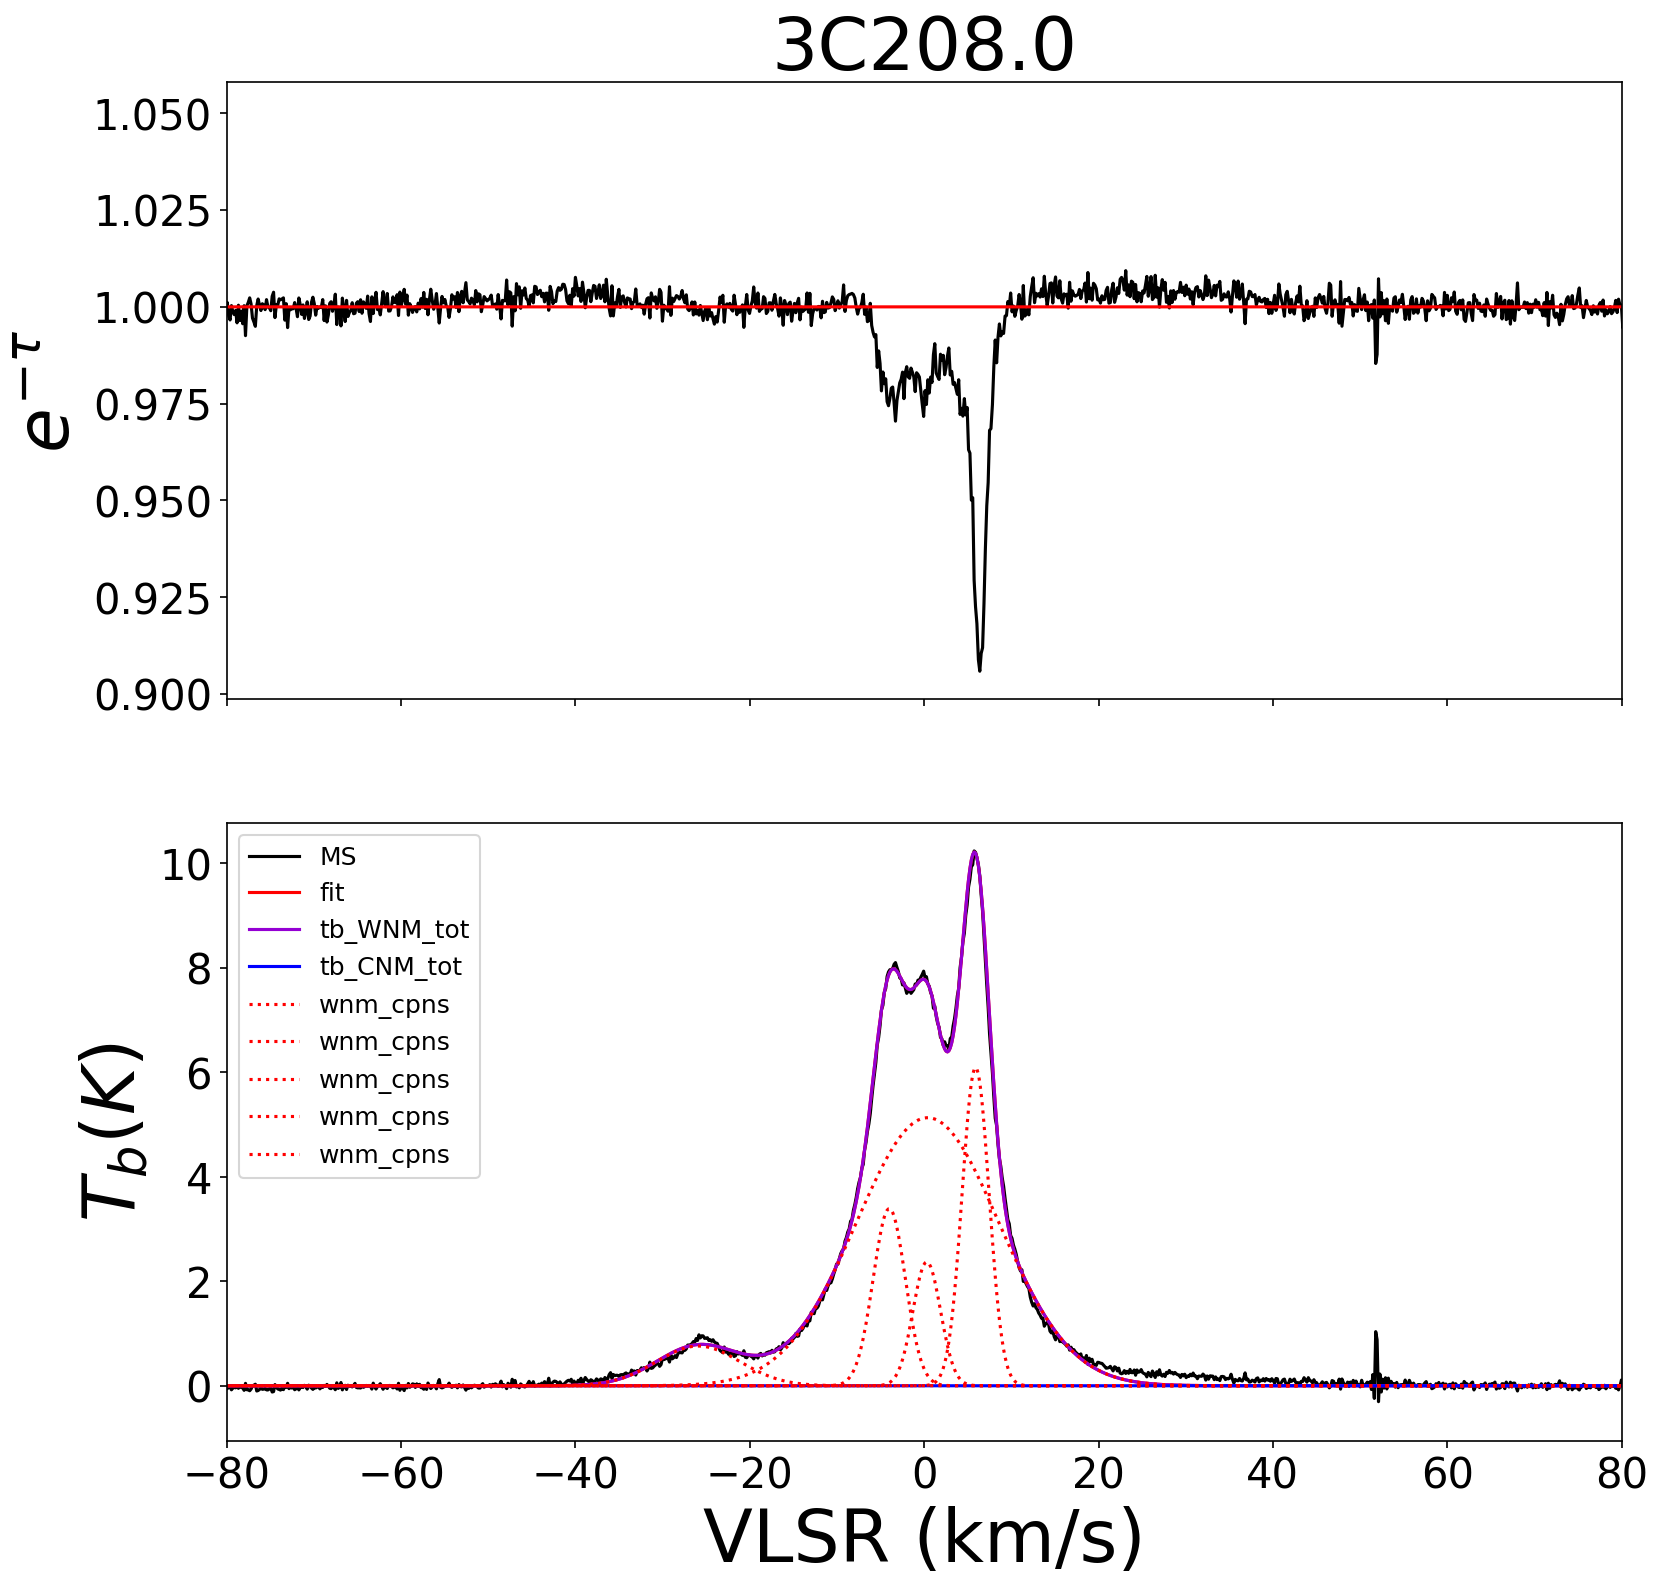 3C208.0
1.050
1.025
1.000
0.975
0.950
0.925
0.900
e^{−τ}
MS
fit
tb_WNM_tot
tb_CNM_tot
wnm_cpns
wnm_cpns
wnm_cpns
wnm_cpns
wnm_cpns
10
8
6
4
2
0
T_b(K)
−80 −60 −40 −20 0 20 40 60 80
VLSR (km/s)